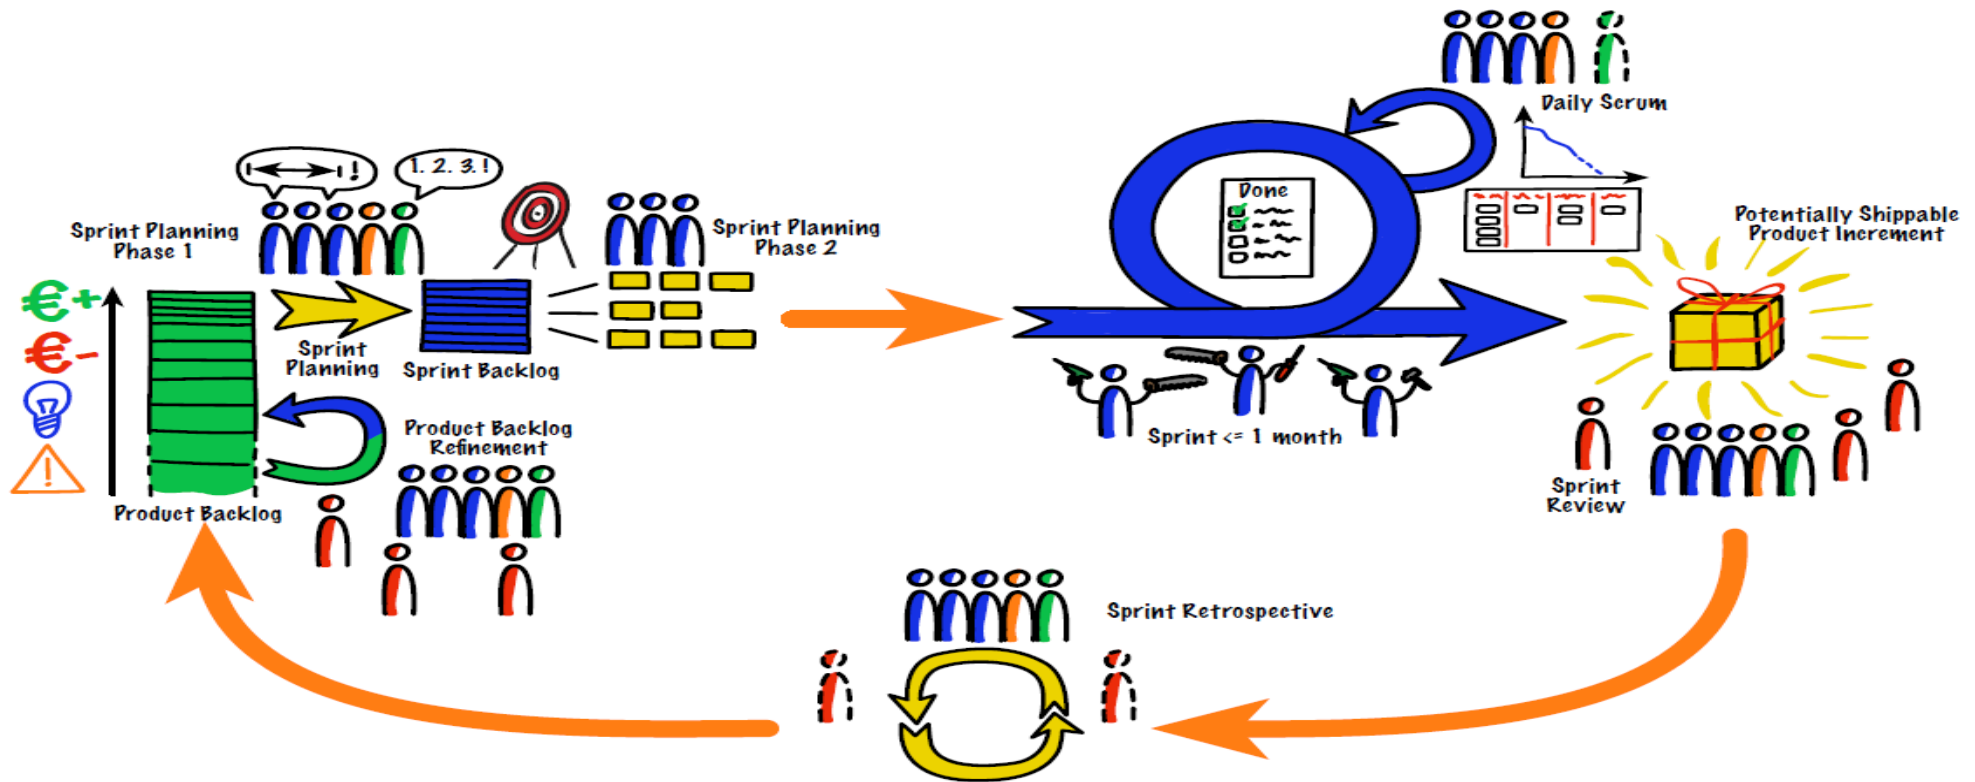 1. 2. 3. !
!
Sprint Planning
Phase 1
€+
€-
!
Sprint
Planning
Sprint Backlog
Product Backlog
Product Backlog
Refinement
Sprint Planning
Phase 2
Done
Sprint <= 1 month
Daily Scrum
Potentially Shippable
Product Increment
Sprint
Review
Sprint Retrospective